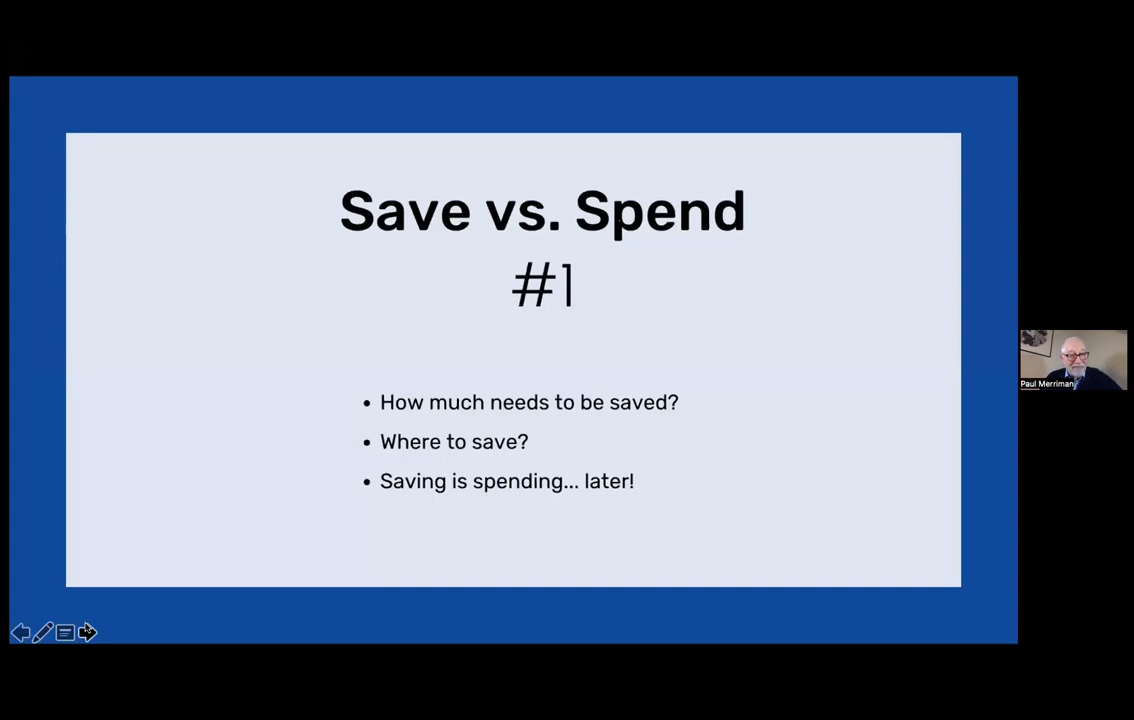 Save vs. Spend
#1
• How much needs to be saved?
• Where to save?
• Saving is spending... later!
Paul Merriman